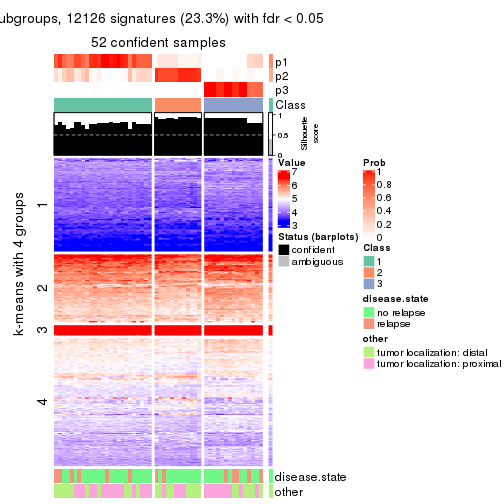 ubgroups, 12126 signatures (23.3%) with fdr < 0.05
52 confident samples
p1
p2
p3
Class
1
0.5
0
Silhouette
score
k-means with 4 groups
1
2
3
4
disease.state
other
Value
7
6
5
4
3
Status (barplots)
confident
ambiguous
Prob
1
0.8
0.6
0.4
0.2
0
Class
1
2
3
disease.state
no relapse
relapse
other
tumor localization: distal
tumor localization: proximal